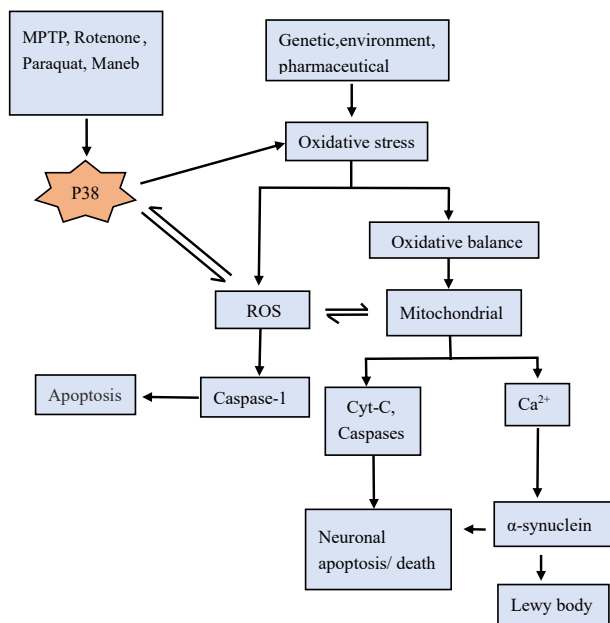 MPTP, Rotenone,
Paraquat, Maneb
Genetic,environment,
pharmaceutical
Oxidative stress
P38
Oxidative balance
ROS
Mitochondrial
Apoptosis
Caspase-1
Cyt-C,
Caspases
Ca²⁺
Neuronal
apoptosis/ death
α-synuclein
Lewy body